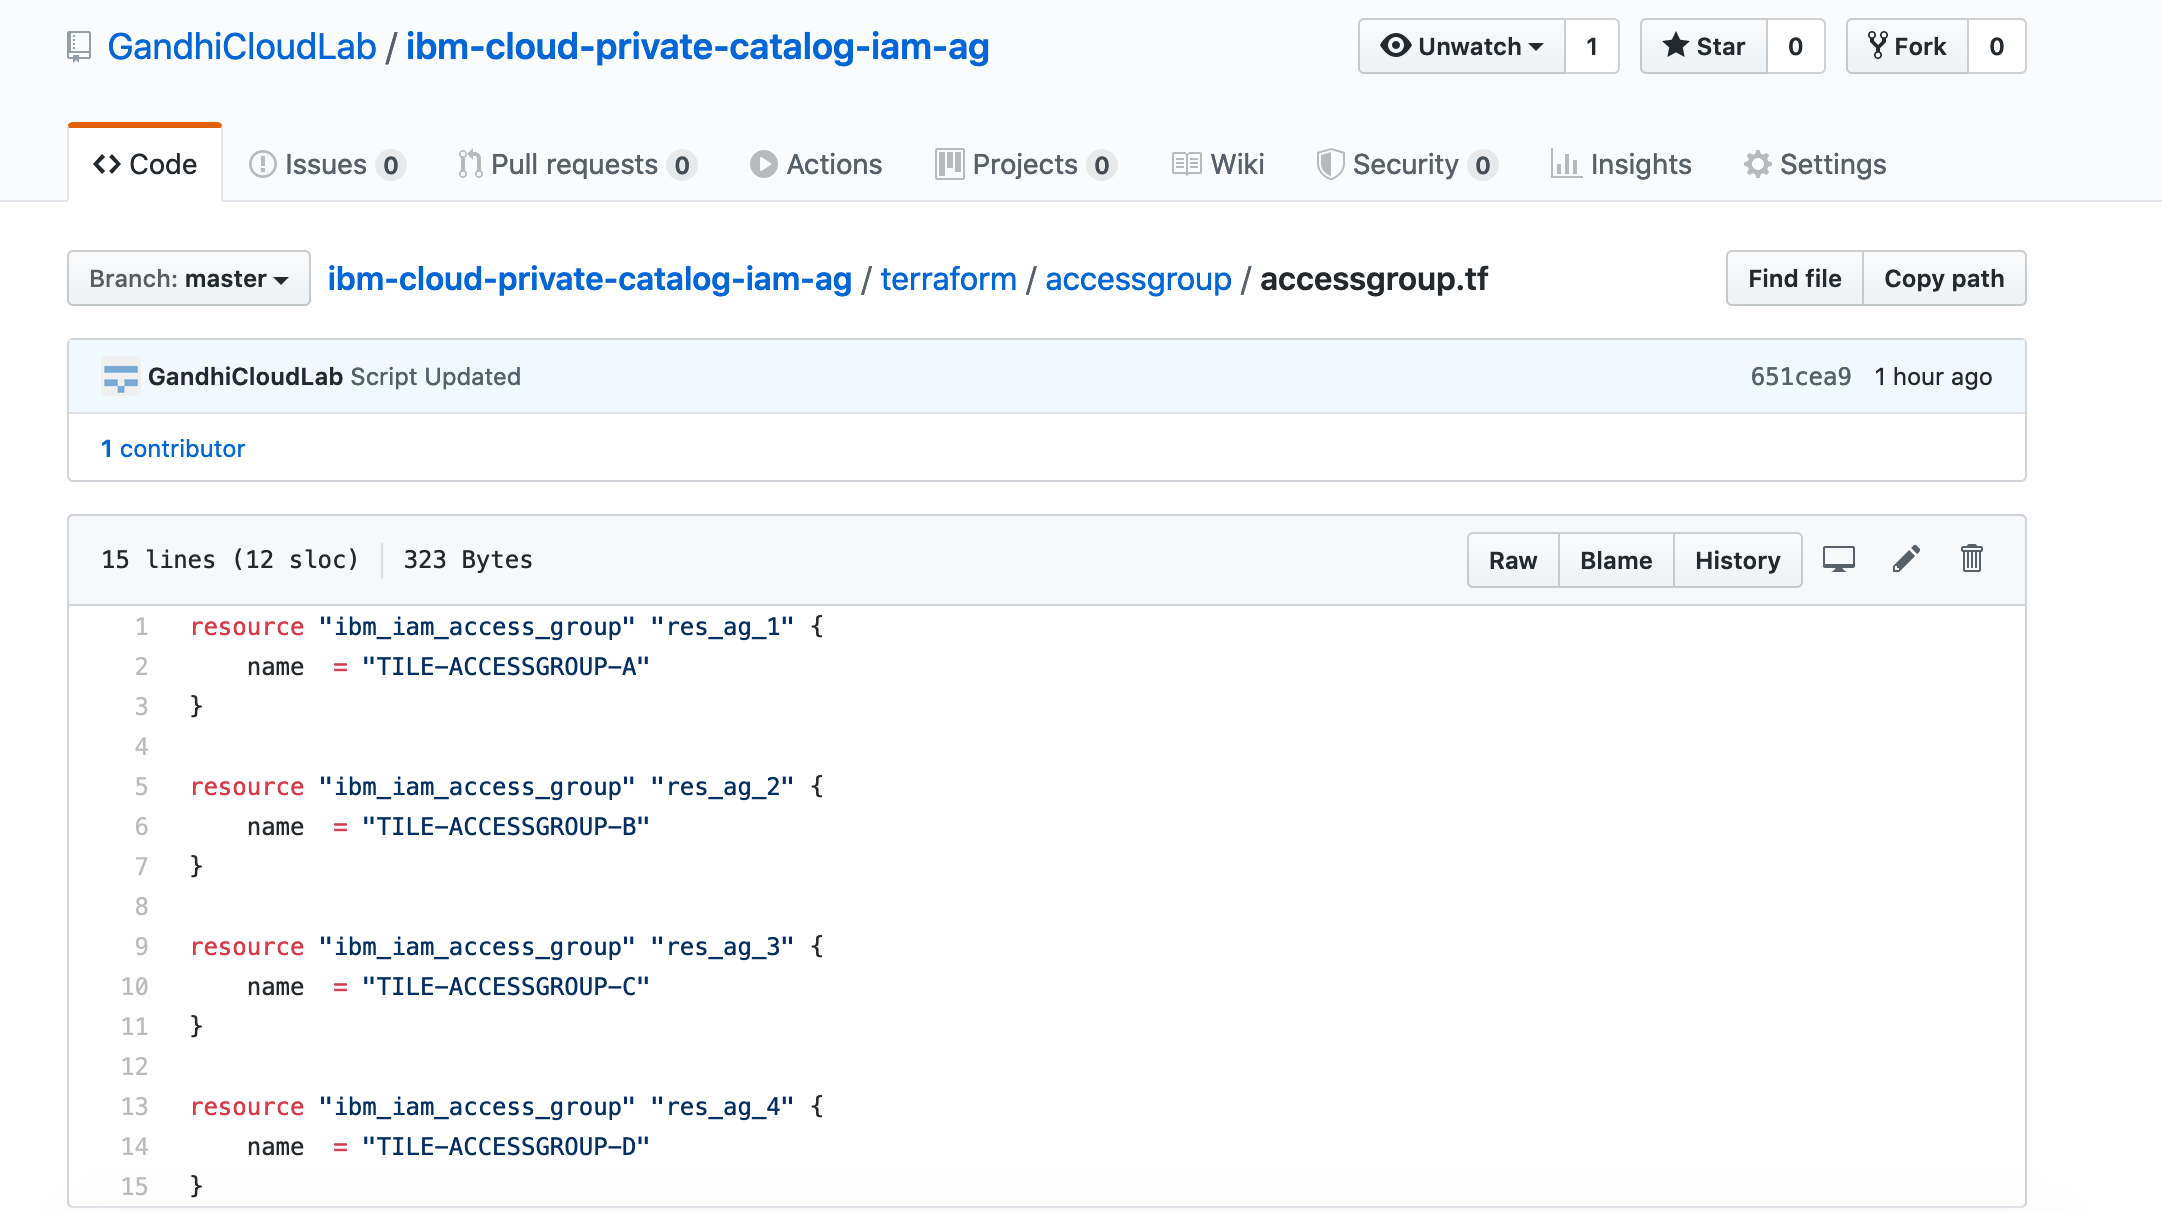 GandhiCloudLab / ibm-cloud-private-catalog-iam-ag
Unwatch 1 Star 0 Fork 0
Code Issues 0 Pull requests 0 Actions Projects 0 Wiki Security 0 Insights Settings
Branch: master ibm-cloud-private-catalog-iam-ag / terraform / accessgroup / accessgroup.tf Find file Copy path
GandhiCloudLab Script Updated 651cea9 1 hour ago
1 contributor
15 lines (12 sloc) 323 Bytes Raw Blame History
1 resource "ibm_iam_access_group" "res_ag_1" {
2     name  = "TILE-ACCESSGROUP-A"
3 }
4
5 resource "ibm_iam_access_group" "res_ag_2" {
6     name  = "TILE-ACCESSGROUP-B"
7 }
8
9 resource "ibm_iam_access_group" "res_ag_3" {
10     name  = "TILE-ACCESSGROUP-C"
11 }
12
13 resource "ibm_iam_access_group" "res_ag_4" {
14     name  = "TILE-ACCESSGROUP-D"
15 }